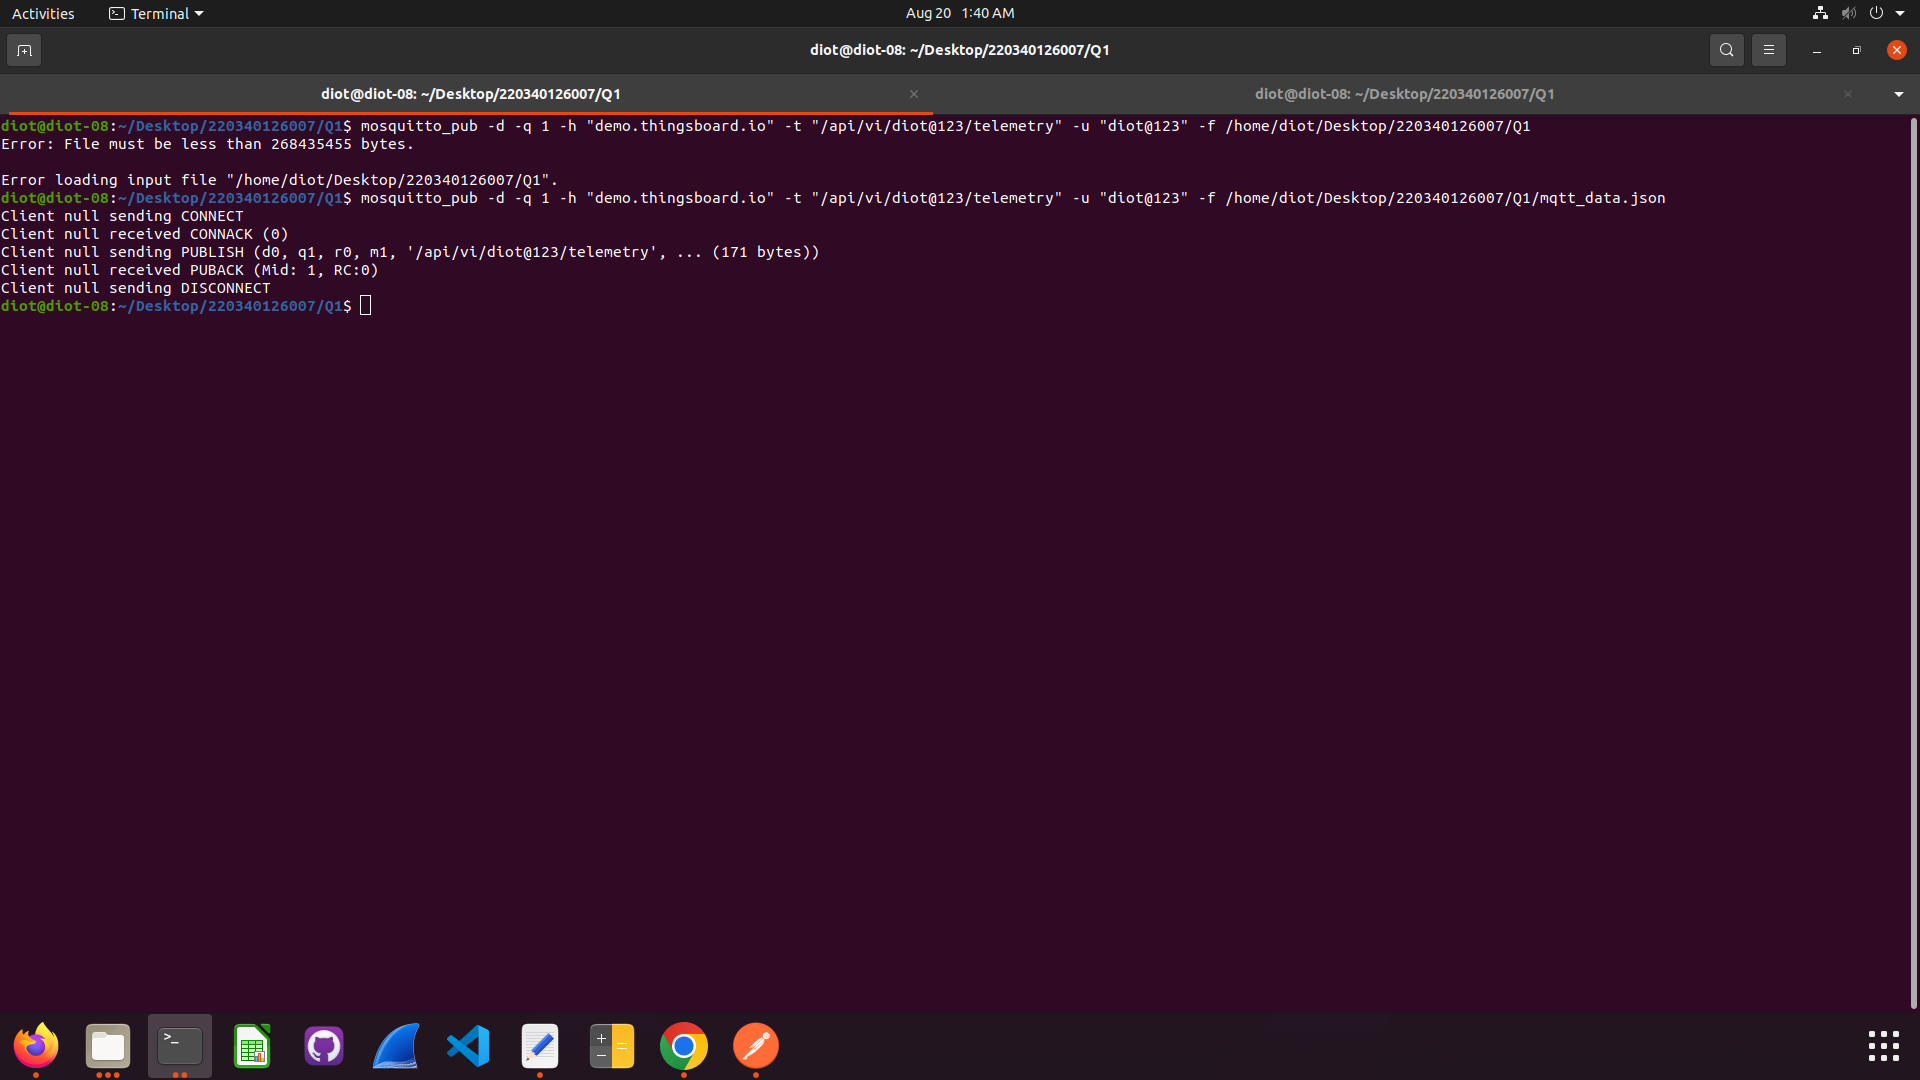 Activities Terminal Aug 20 1:40 AM
diot@diot-08: ~/Desktop/220340126007/Q1
diot@diot-08: ~/Desktop/220340126007/Q1 × diot@diot-08: ~/Desktop/220340126007/Q1 ×
diot@diot-08:~/Desktop/220340126007/Q1$ mosquitto_pub -d -q 1 -h "demo.thingsboard.io" -t "/api/vi/diot@123/telemetry" -u "diot@123" -f /home/diot/Desktop/220340126007/Q1
Error: File must be less than 268435455 bytes.
Error loading input file "/home/diot/Desktop/220340126007/Q1".
diot@diot-08:~/Desktop/220340126007/Q1$ mosquitto_pub -d -q 1 -h "demo.thingsboard.io" -t "/api/vi/diot@123/telemetry" -u "diot@123" -f /home/diot/Desktop/220340126007/Q1/mqtt_data.json
Client null sending CONNECT
Client null received CONNACK (0)
Client null sending PUBLISH (d0, q1, r0, m1, '/api/vi/diot@123/telemetry', ... (171 bytes))
Client null received PUBACK (Mid: 1, RC:0)
Client null sending DISCONNECT
diot@diot-08:~/Desktop/220340126007/Q1$